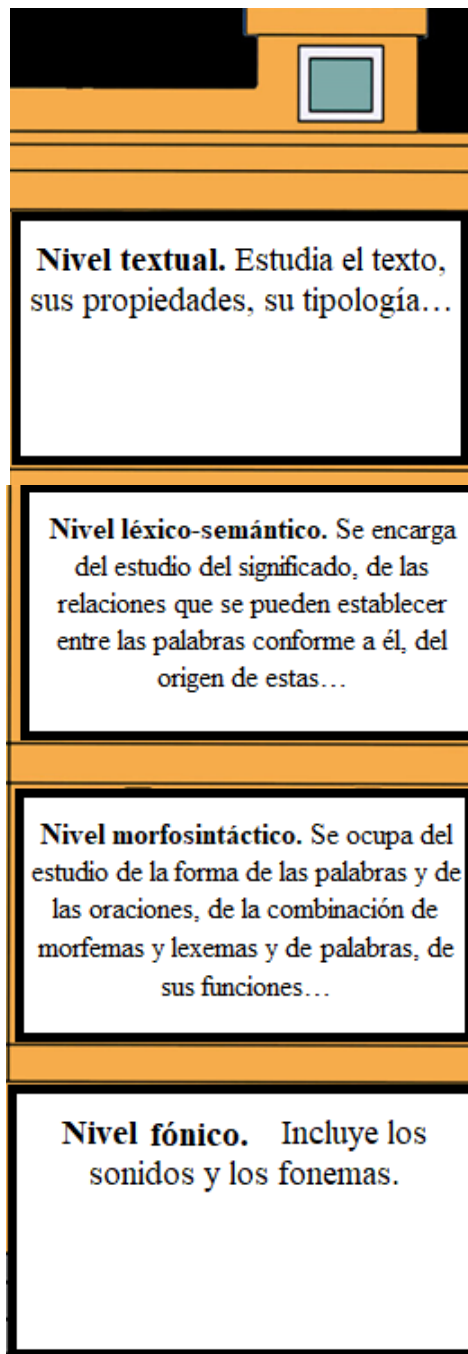 Nivel textual. Estudia el texto,
sus propiedades, su tipología…
Nivel léxico-semántico. Se encarga
del estudio del significado, de las
relaciones que se pueden establecer
entre las palabras conforme a él, del
origen de estas…
Nivel morfosintáctico. Se ocupa del
estudio de la forma de las palabras y de
las oraciones, de la combinación de
morfemas y lexemas y de palabras, de
sus funciones…
Nivel fónico. Incluye los
sonidos y los fonemas.